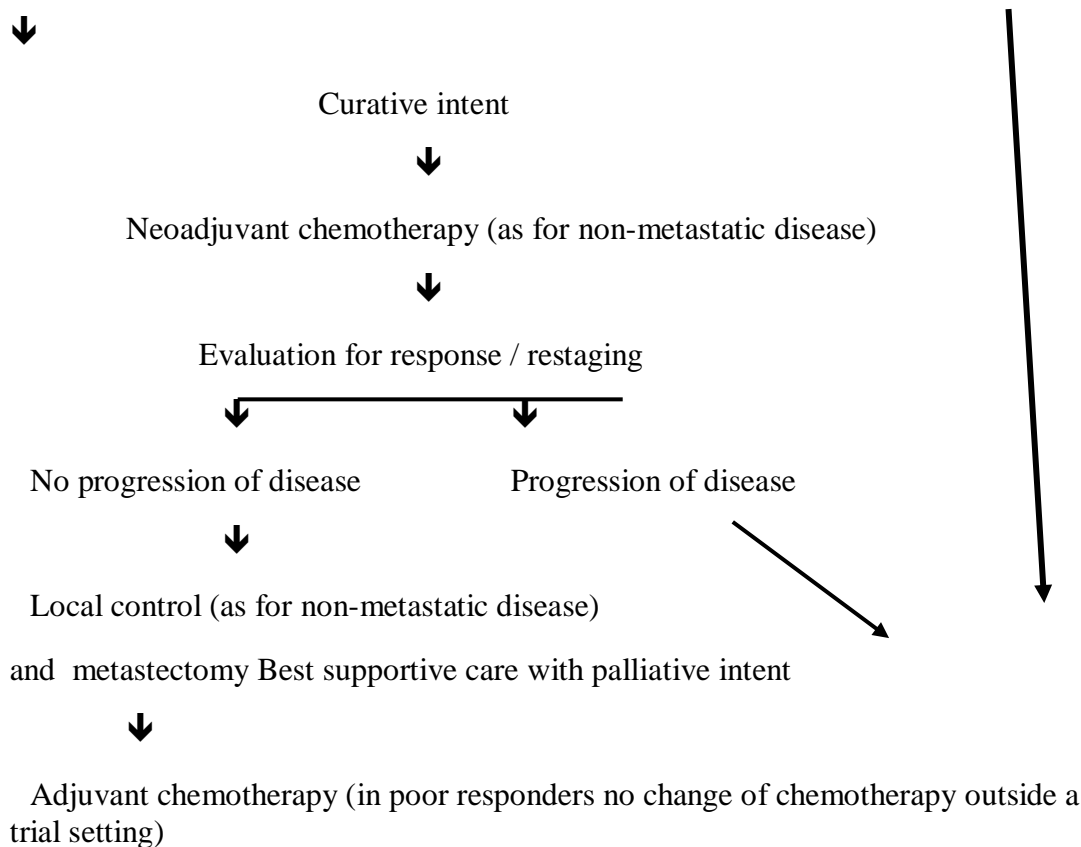 Curative intent
Neoadjuvant chemotherapy (as for non-metastatic disease)
Evaluation for response / restaging
No progression of disease Progression of disease
Local control (as for non-metastatic disease)
and metastectomy Best supportive care with palliative intent
Adjuvant chemotherapy (in poor responders no change of chemotherapy outside a
trial setting)